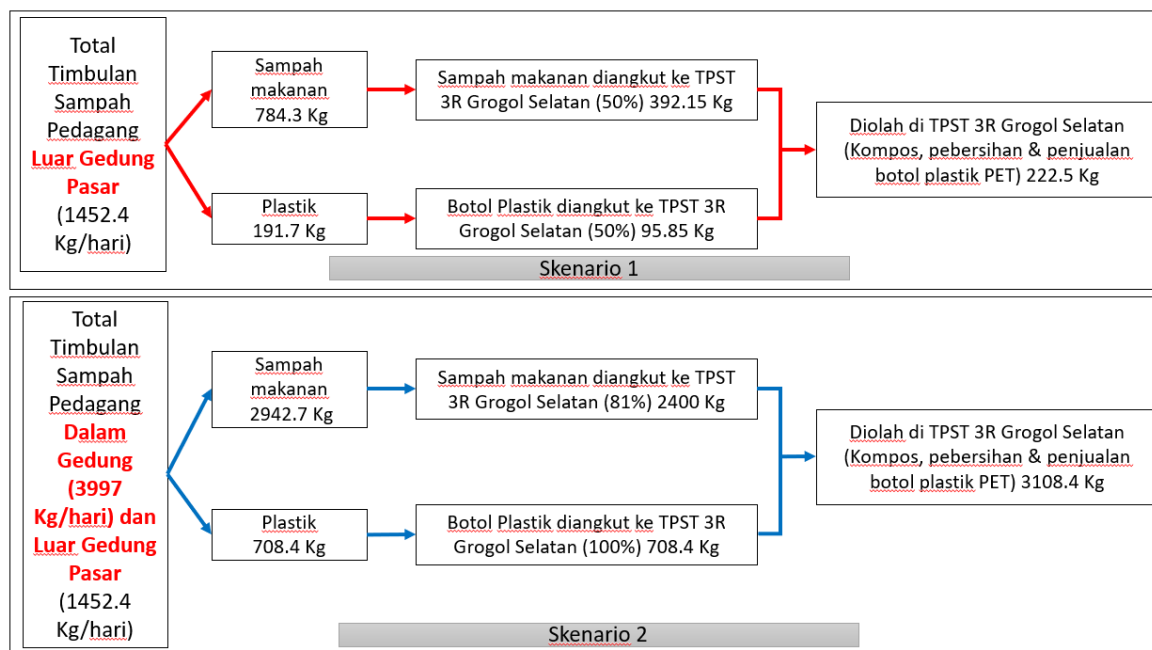 Total
Timbulan
Sampah
Pedagang
Luar Gedung
Pasar
(1452.4
Kg/hari)
Sampah
makanan
784.3 Kg
Sampah makanan diangkut ke TPST
3R Grogol Selatan (50%) 392.15 Kg
Plastik
191.7 Kg
Botol Plastik diangkut ke TPST 3R
Grogol Selatan (50%) 95.85 Kg
Diolah di TPST 3R Grogol Selatan
(Kompos, pebersihan & penjualan
botol plastik PET) 222.5 Kg
Skenario 1
Total
Timbulan
Sampah
Pedagang
Dalam
Gedung
(3997
Kg/hari) dan
Luar Gedung
Pasar
(1452.4
Kg/hari)
Sampah
makanan
2942.7 Kg
Sampah makanan diangkut ke TPST
3R Grogol Selatan (81%) 2400 Kg
Plastik
708.4 Kg
Botol Plastik diangkut ke TPST 3R
Grogol Selatan (100%) 708.4 Kg
Diolah di TPST 3R Grogol Selatan
(Kompos, pebersihan & penjualan
botol plastik PET) 3108.4 Kg
Skenario 2